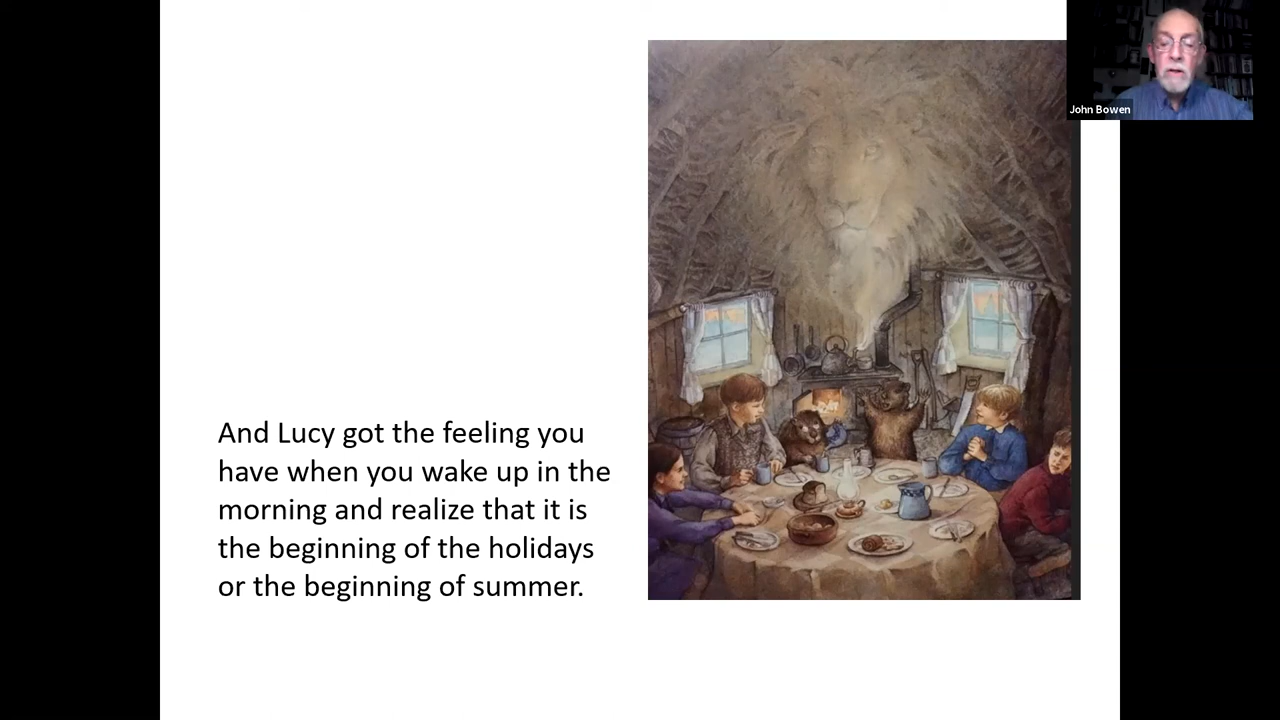 John Bowen
And Lucy got the feeling you
have when you wake up in the
morning and realize that it is
the beginning of the holidays
or the beginning of summer.